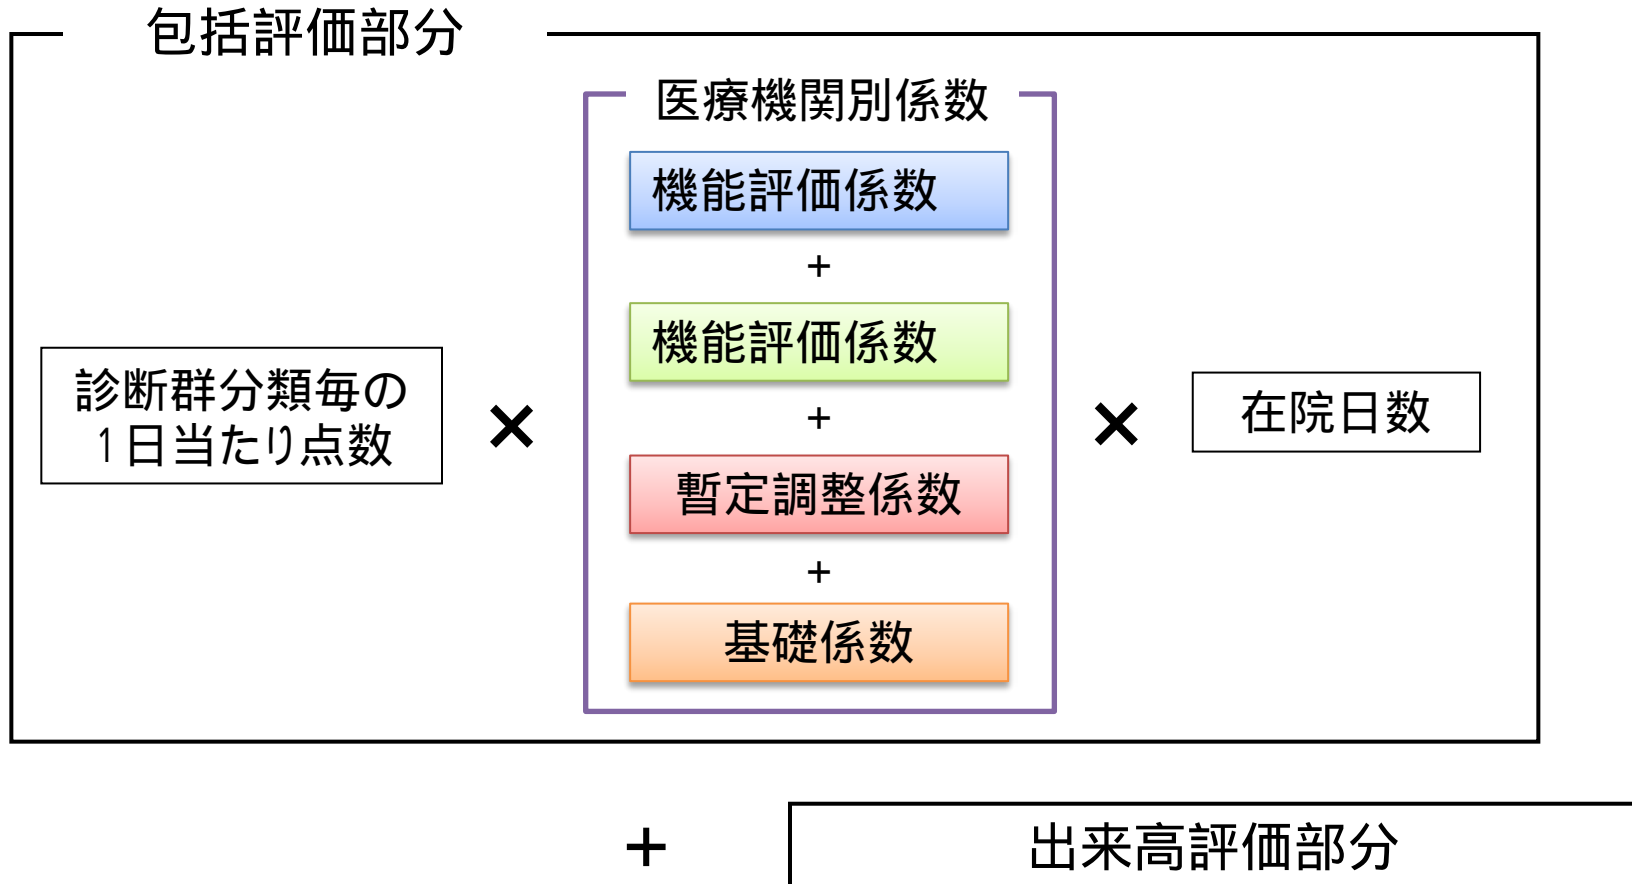 包括評価部分
医療機関別係数
機能評価係数
+
機能評価係数
+
暫定調整係数
+
基礎係数
診断群分類毎の
1日当たり点数
×
×
在院日数
+
出来高評価部分